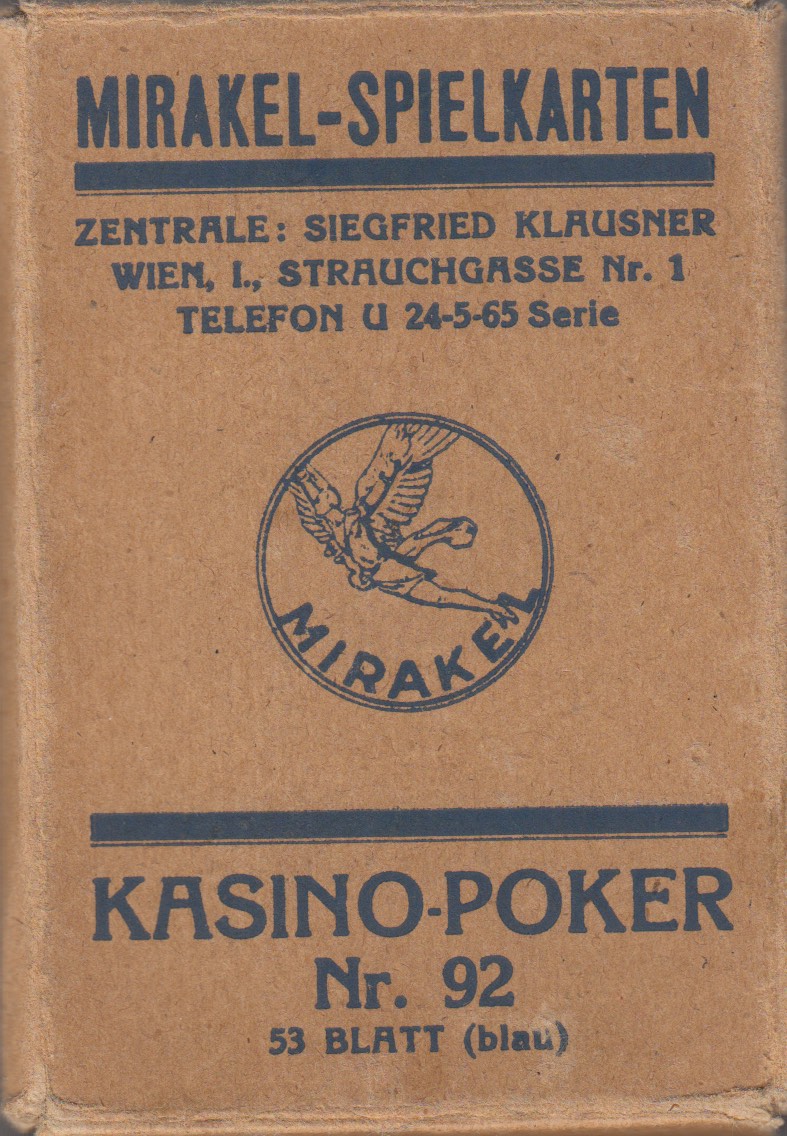 MIRAKEL-SPIELKARTEN
ZENTRALE: SIEGFRIED KLAUSNER
WIEN, I., STRAUCHGASSE Nr. 1
TELEFON U 24-5-65 Serie
MIRAKEL
KASINO-POKER
Nr. 92
53 BLATT (blau)